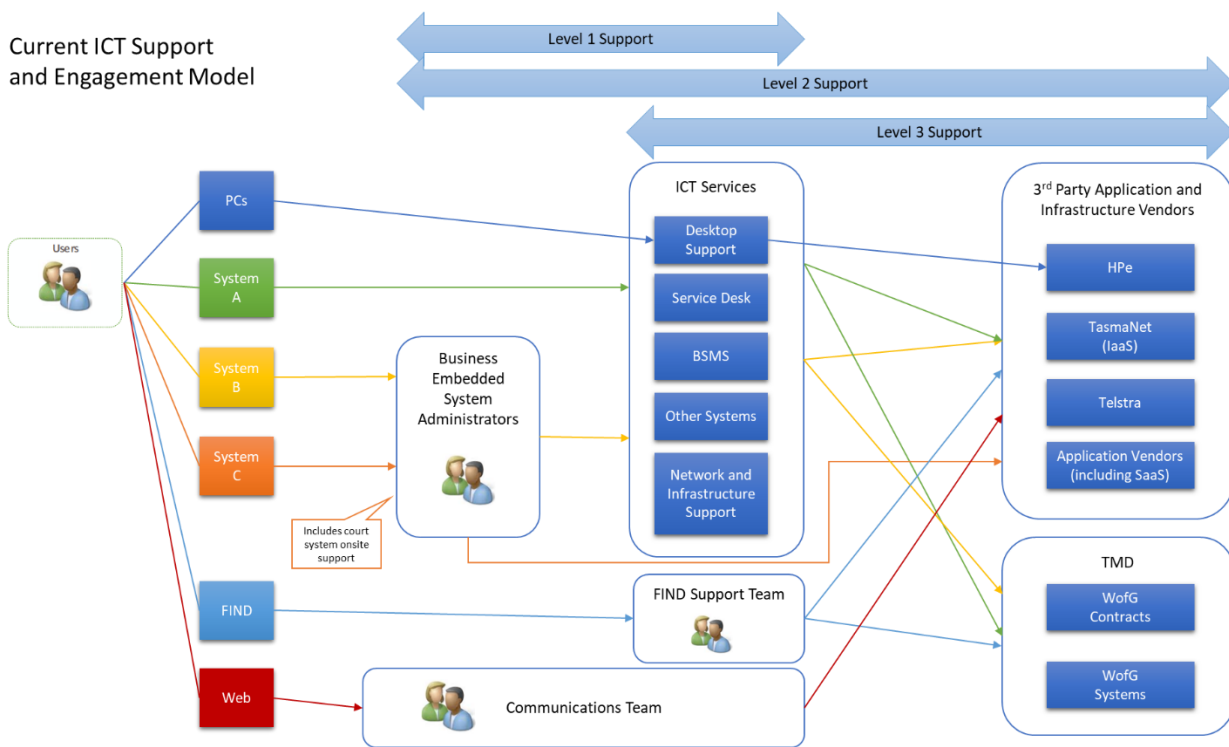 Current ICT Support
and Engagement Model
Level 1 Support
Level 2 Support
Level 3 Support
Users
PCs
System
A
System
B
System
C
FIND
Web
Business
Embedded
System
Administrators
Includes court
system onsite
support
ICT Services
Desktop
Support
Service Desk
BSMS
Other Systems
Network and
Infrastructure
Support
FIND Support Team
Communications Team
3rd Party Application and
Infrastructure Vendors
HPe
TasmaNet
(IaaS)
Telstra
Application Vendors
(including SaaS)
TMD
WofG
Contracts
WofG
Systems